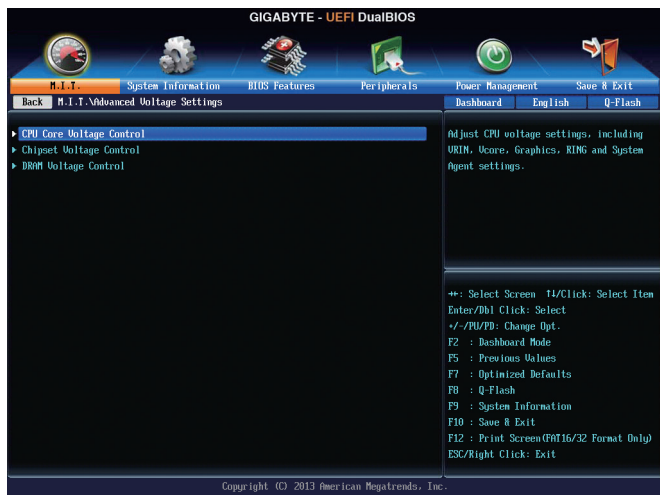 GIGABYTE - UEFI DualBIOS
M.I.T. System Information BIOS Features Peripherals Power Management Save & Exit
Back M.I.T.\Advanced Voltage Settings Dashboard English Q-Flash
CPU Core Voltage Control
Chipset Voltage Control
DRAM Voltage Control
Adjust CPU voltage settings, including
VRIN, Vcore, Graphics, RING and System
Agent settings.
→←: Select Screen ↑↓/Click: Select Item
Enter/Dbl Click: Select
+/-/PU/PD: Change Opt.
F2 : Dashboard Mode
F5 : Previous Values
F7 : Optimized Defaults
F8 : Q-Flash
F9 : System Information
F10 : Save & Exit
F12 : Print Screen(FAT16/32 Format Only)
ESC/Right Click: Exit
Copyright (C) 2013 American Megatrends, Inc.